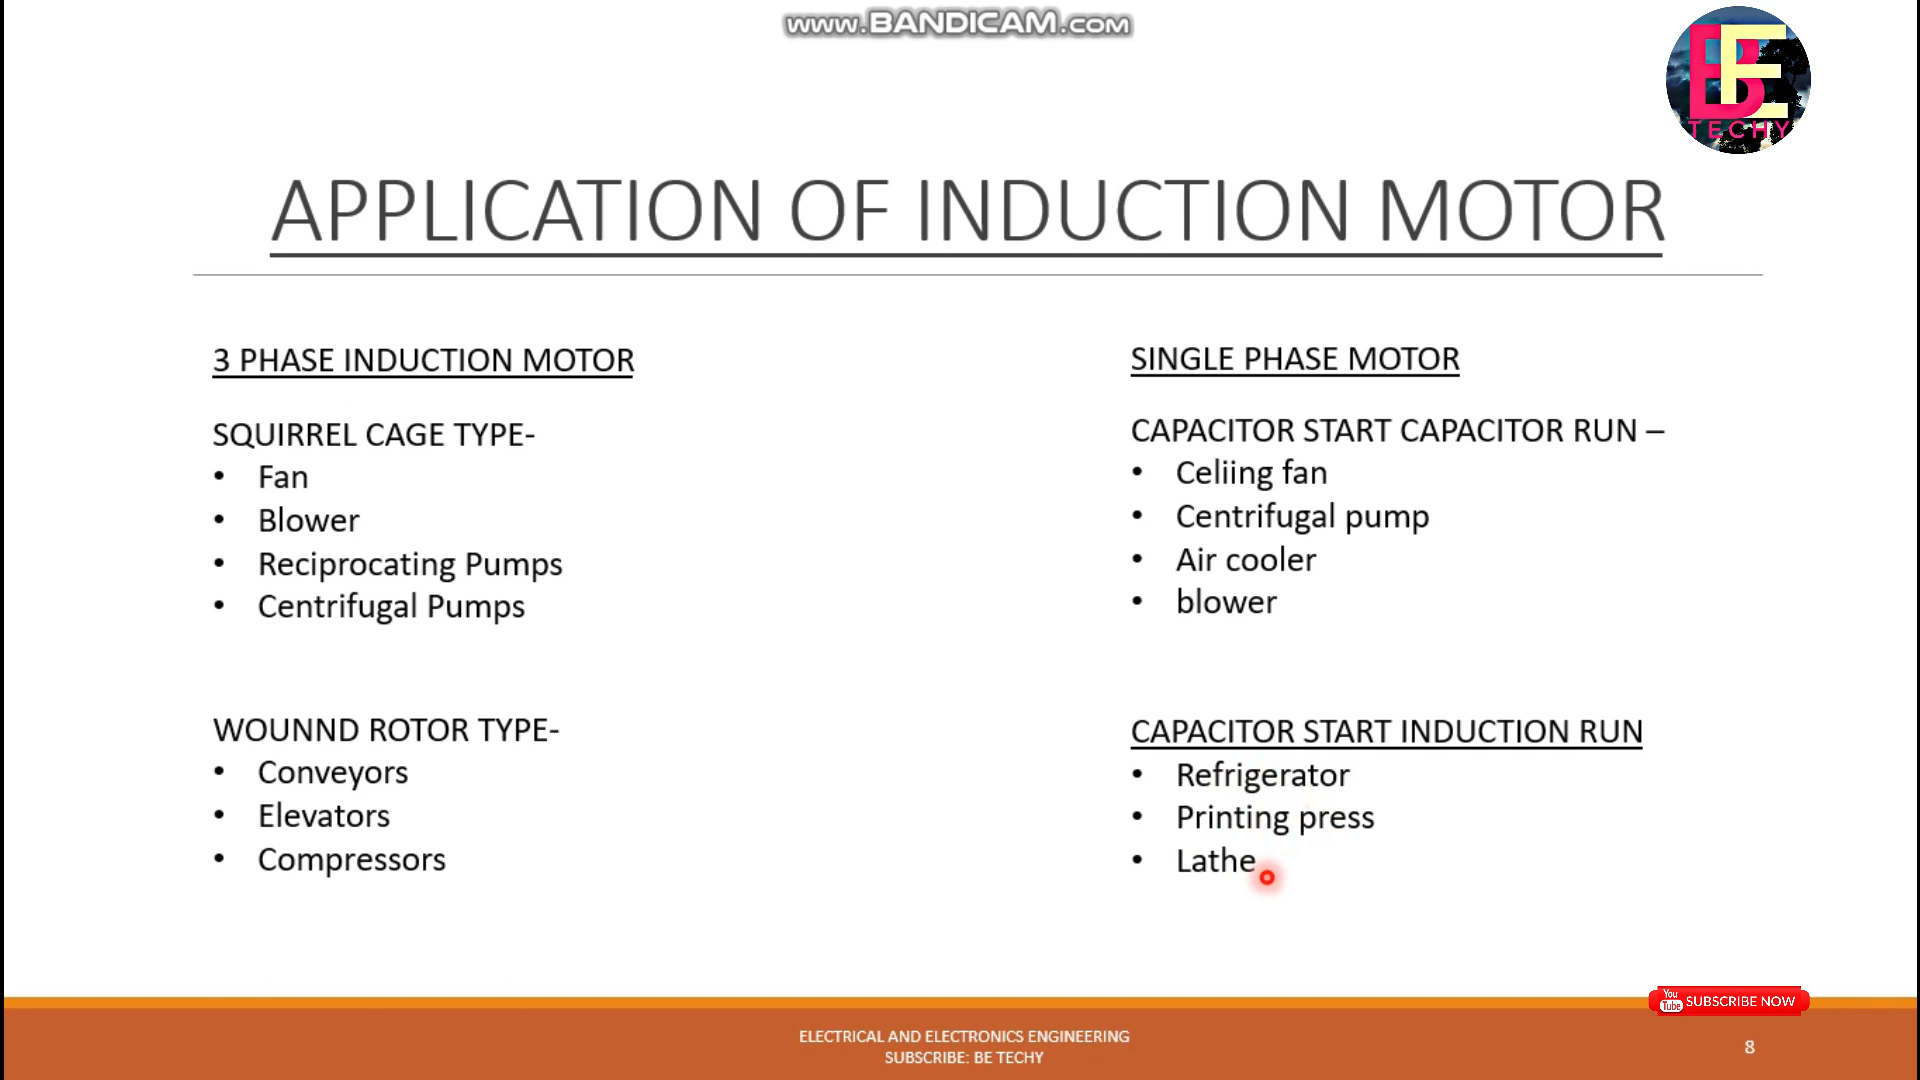 www.BANDICAM.com
BE
TECHY
APPLICATION OF INDUCTION MOTOR
3 PHASE INDUCTION MOTOR
SQUIRREL CAGE TYPE-
• Fan
• Blower
• Reciprocating Pumps
• Centrifugal Pumps
WOUNND ROTOR TYPE-
• Conveyors
• Elevators
• Compressors
SINGLE PHASE MOTOR
CAPACITOR START CAPACITOR RUN –
• Celiing fan
• Centrifugal pump
• Air cooler
• blower
CAPACITOR START INDUCTION RUN
• Refrigerator
• Printing press
• Lathe
You Tube SUBSCRIBE NOW
ELECTRICAL AND ELECTRONICS ENGINEERING
SUBSCRIBE: BE TECHY
8